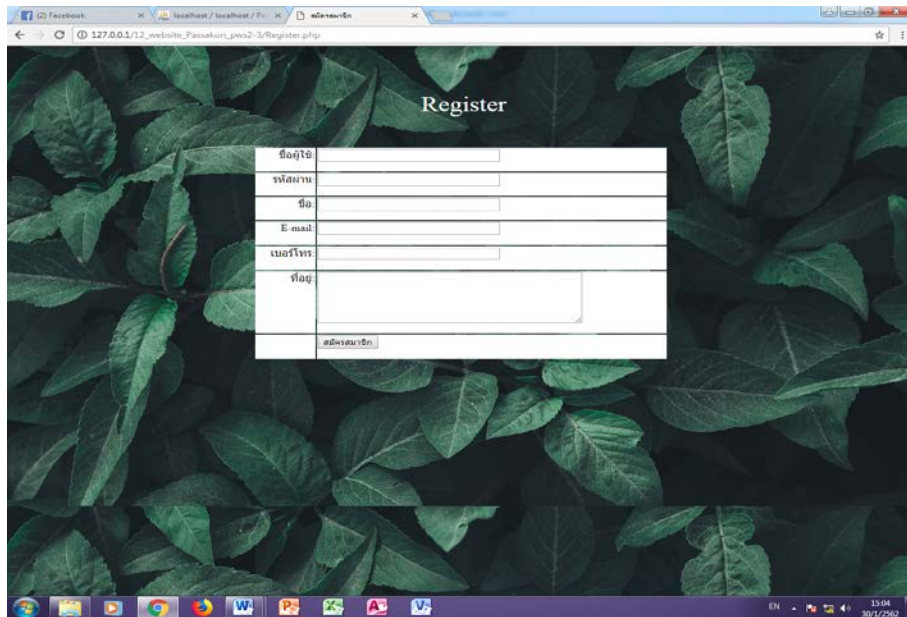 (2) Facebook
localhost / localhost / Po
สมัครสมาชิก
127.0.0.1/12_website_Passakun_pws2-3/Register.php
Register
ชื่อผู้ใช้:
รหัสผ่าน:
ชื่อ:
E-mail:
เบอร์โทร:
ที่อยู่:
สมัครสมาชิก
EN
15:04
30/1/2562